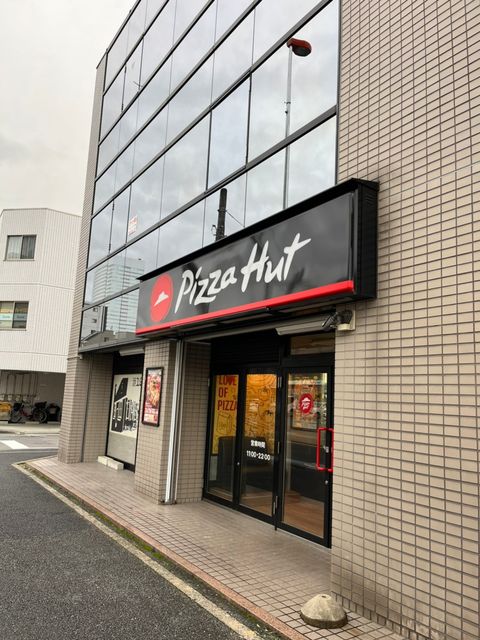 Pizza Hut
LOVE
OF
PIZZA
営業時間
11:00-22:00